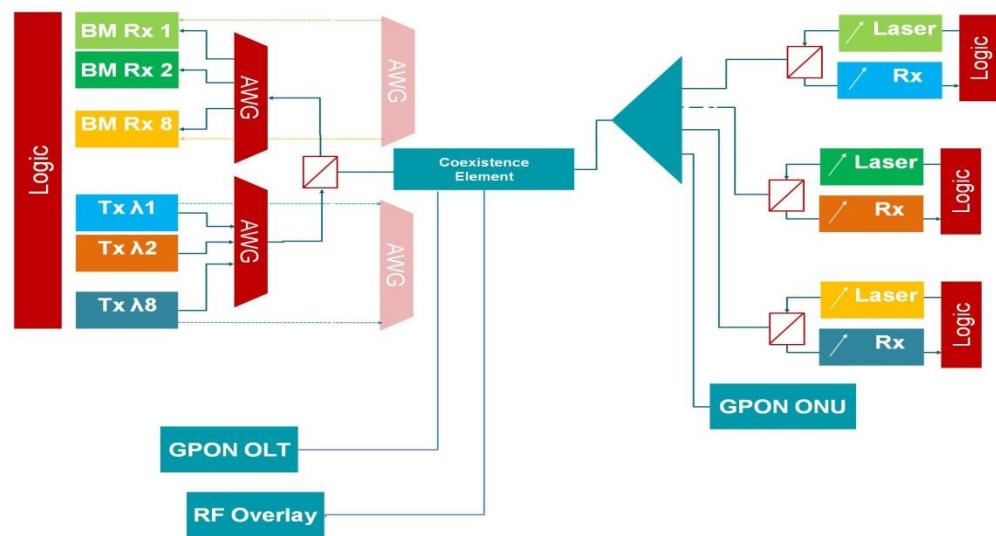 Logic
BM Rx 1
BM Rx 2
BM Rx 8
Tx λ1
Tx λ2
Tx λ8
AWG
AWG
AWG
AWG
Coexistence
Element
GPON OLT
RF Overlay
Laser
Rx
Logic
Laser
Rx
Logic
Laser
Rx
Logic
GPON ONU